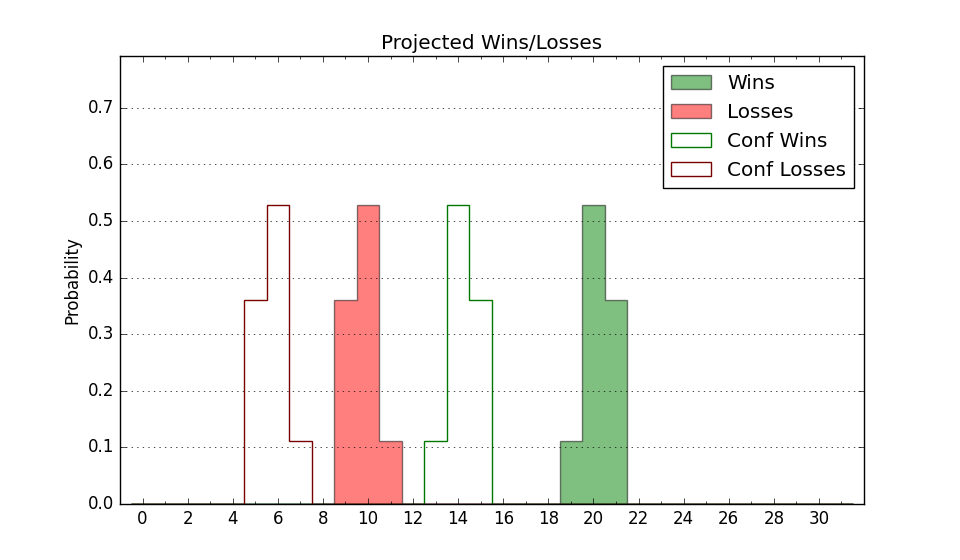 Projected Wins/Losses
Wins
Losses
Conf Wins
Conf Losses
Probability
0.7
0.6
0.5
0.4
0.3
0.2
0.1
0.0
0 2 4 6 8 10 12 14 16 18 20 22 24 26 28 30